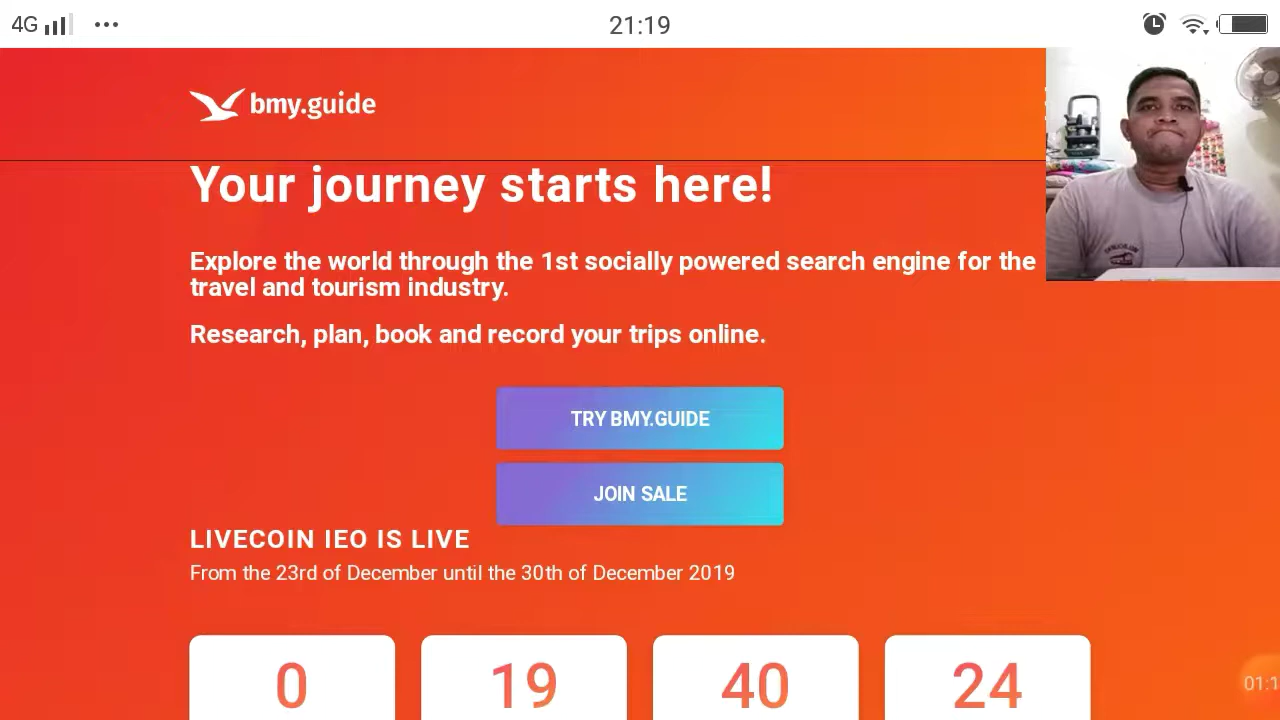 4G 21:19
bmy.guide
Your journey starts here!
Explore the world through the 1st socially powered search engine for the
travel and tourism industry.
Research, plan, book and record your trips online.
TRY BMY.GUIDE
JOIN SALE
LIVECOIN IEO IS LIVE
From the 23rd of December until the 30th of December 2019
0 19 40 24
01:1